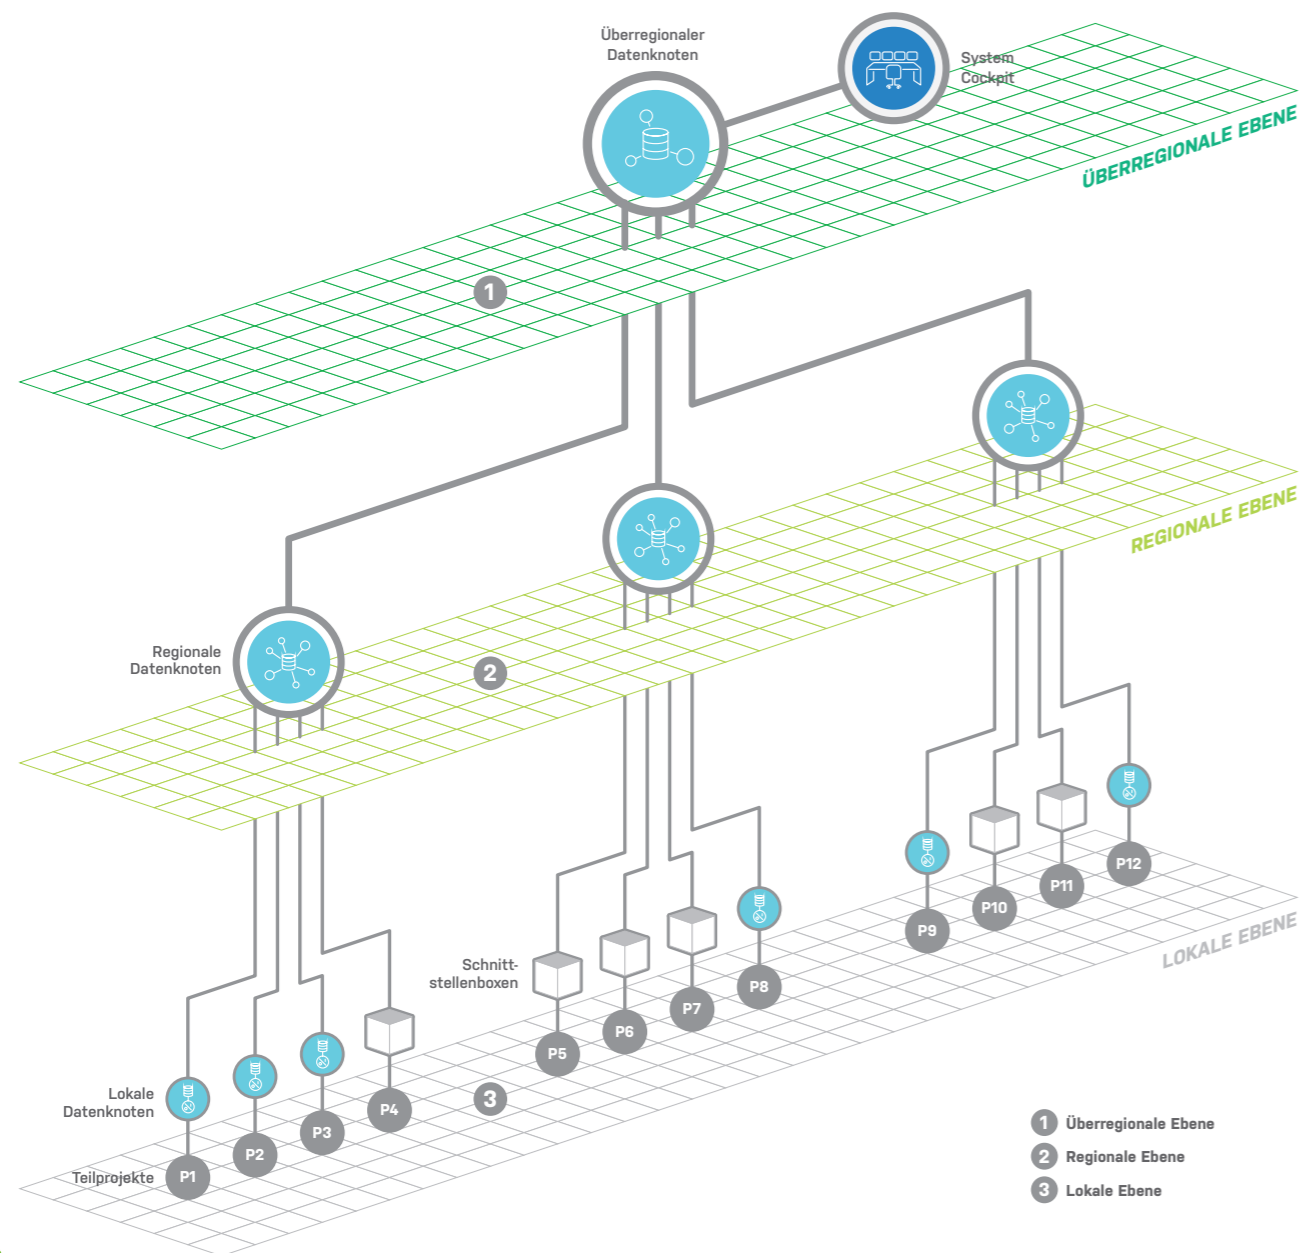 Überregionaler
Datenknoten
System
Cockpit
ÜBERREGIONALE EBENE
1
REGIONALE EBENE
Regionale
Datenknoten
2
P12
P11
P10
P9
LOKALE EBENE
Schnitt-
stellenboxen
P8
P7
P6
P5
Lokale
Datenknoten
3
P4
P3
P2
Teilprojekte
P1
1 Überregionale Ebene
2 Regionale Ebene
3 Lokale Ebene